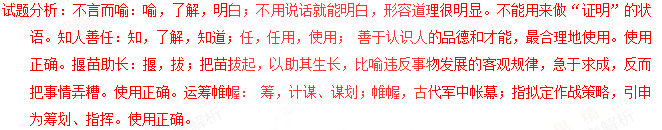 试题分析：不言而喻：喻，了解，明白；不用说话就能明白，形容道理很明显。不能用来做“证明”的状
语。知人善任：知，了解，知道；任，任用，使用； 善于认识人的品德和才能，最合理地使用。使用
正确。揠苗助长：揠，拔；把苗拔起，以助其生长，比喻违反事物发展的客观规律，急于求成，反而
把事情弄糟。使用正确。运筹帷幄： 筹，计谋、谋划；帷幄，古代军中帐幕；指拟定作战策略，引申
为筹划、指挥。使用正确。